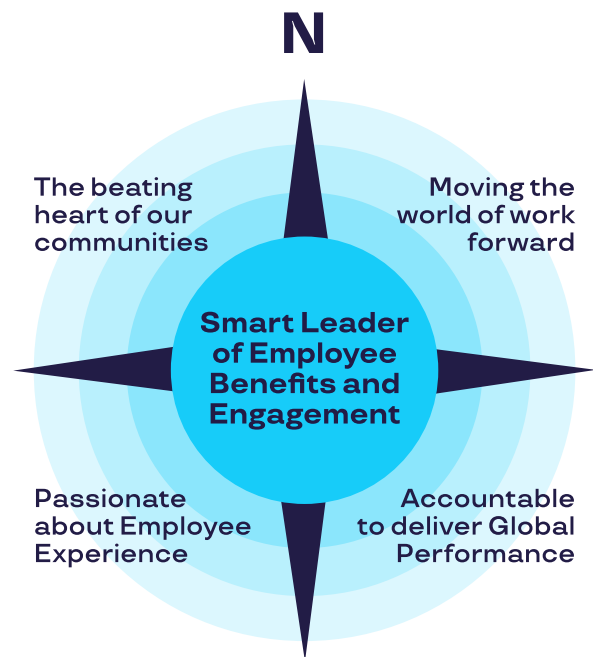 N
The beating
heart of our
communities
Moving the
world of work
forward
Smart Leader
of Employee
Benefits and
Engagement
Passionate
about Employee
Experience
Accountable
to deliver Global
Performance